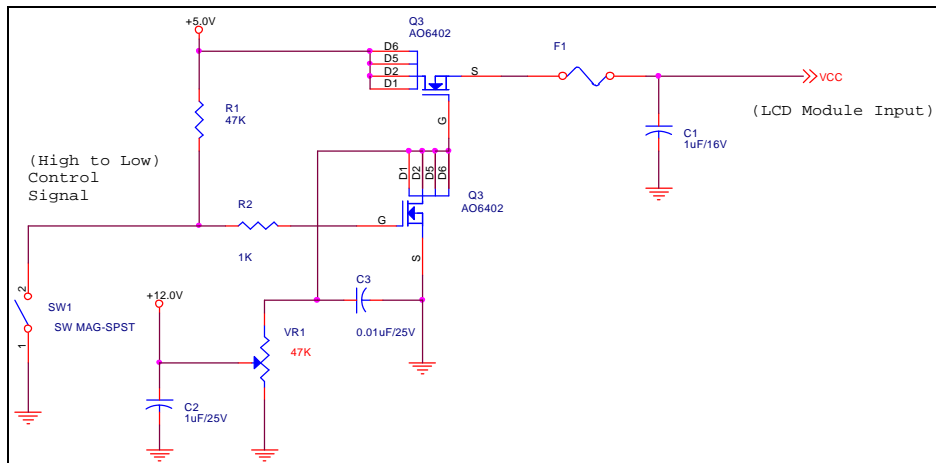 +5.0V
Q3
AO6402
F1
D6
D5
D2
D1
S
G
R1
47K
VCC
(LCD Module Input)
C1
1uF/16V
(High to Low)
Control
Signal
D1
D2
D5
D6
Q3
AO6402
R2
1K
G
S
2
SW1
SW MAG-SPST
1
+12.0V
C3
0.01uF/25V
VR1
47K
C2
1uF/25V